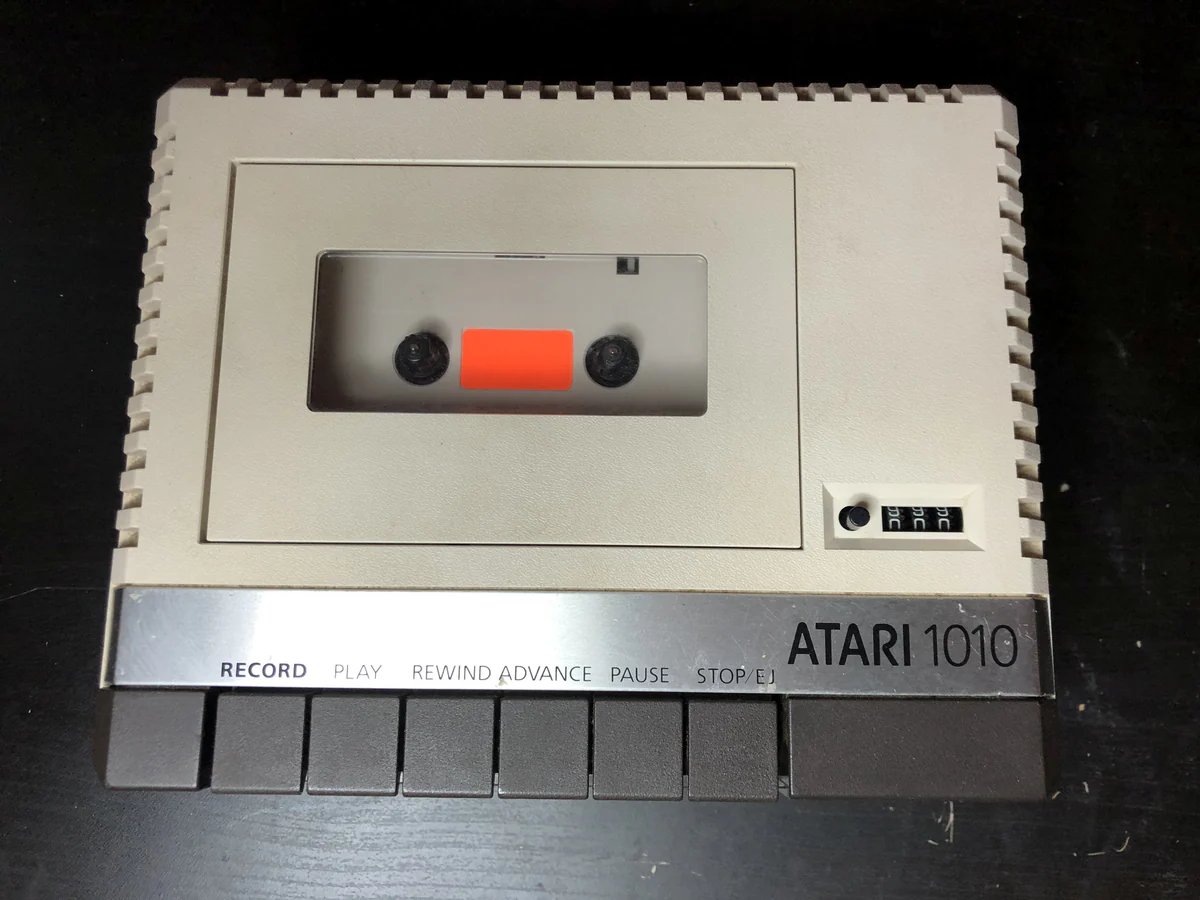 ATARI 1010
RECORD PLAY REWIND ADVANCE PAUSE STOP/EJ